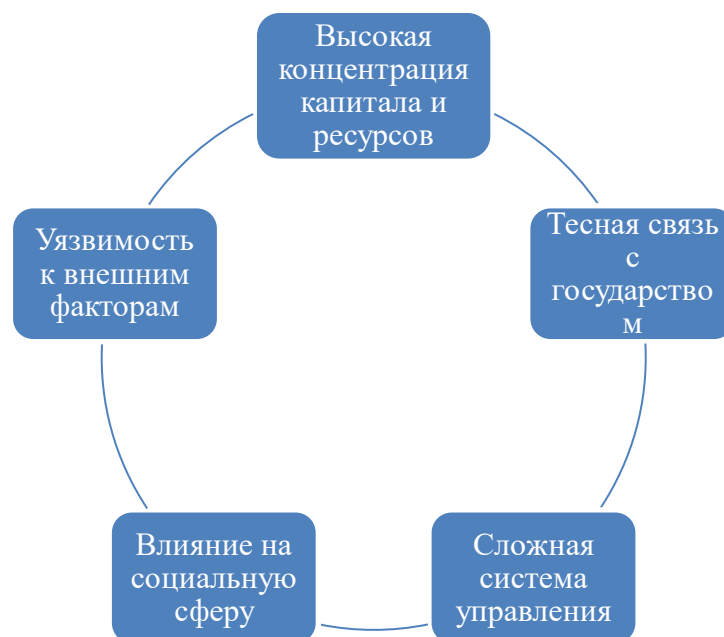 Высокая
концентрация
капитала и
ресурсов
Тесная связь
с
государство
м
Сложная
система
управления
Влияние на
социальную
сферу
Уязвимость
к внешним
факторам